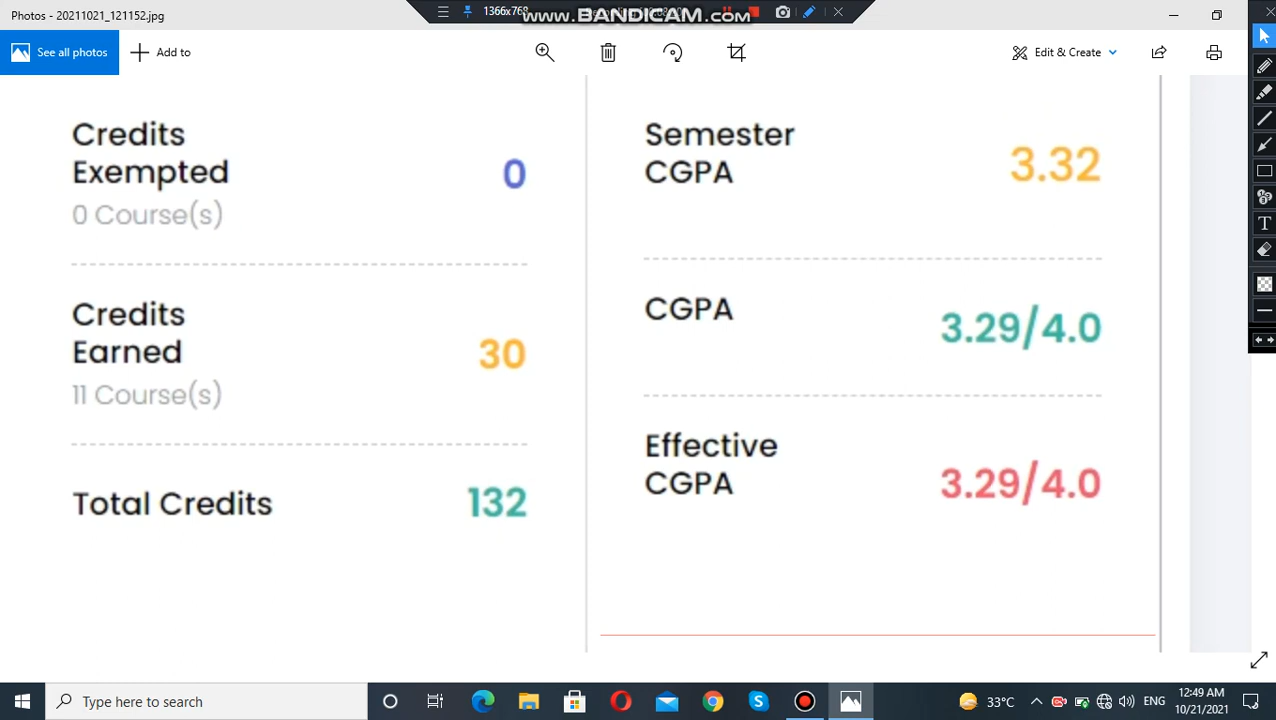 Photos - 20211021_121152.jpg
1366x768
www.BANDICAM.com
See all photos
Add to
Edit & Create
Credits
Exempted
0
0 Course(s)
Credits
Earned
30
11 Course(s)
Total Credits
132
Semester
CGPA
3.32
CGPA
3.29/4.0
Effective
CGPA
3.29/4.0
Type here to search
33°C
ENG
12:49 AM
10/21/2021